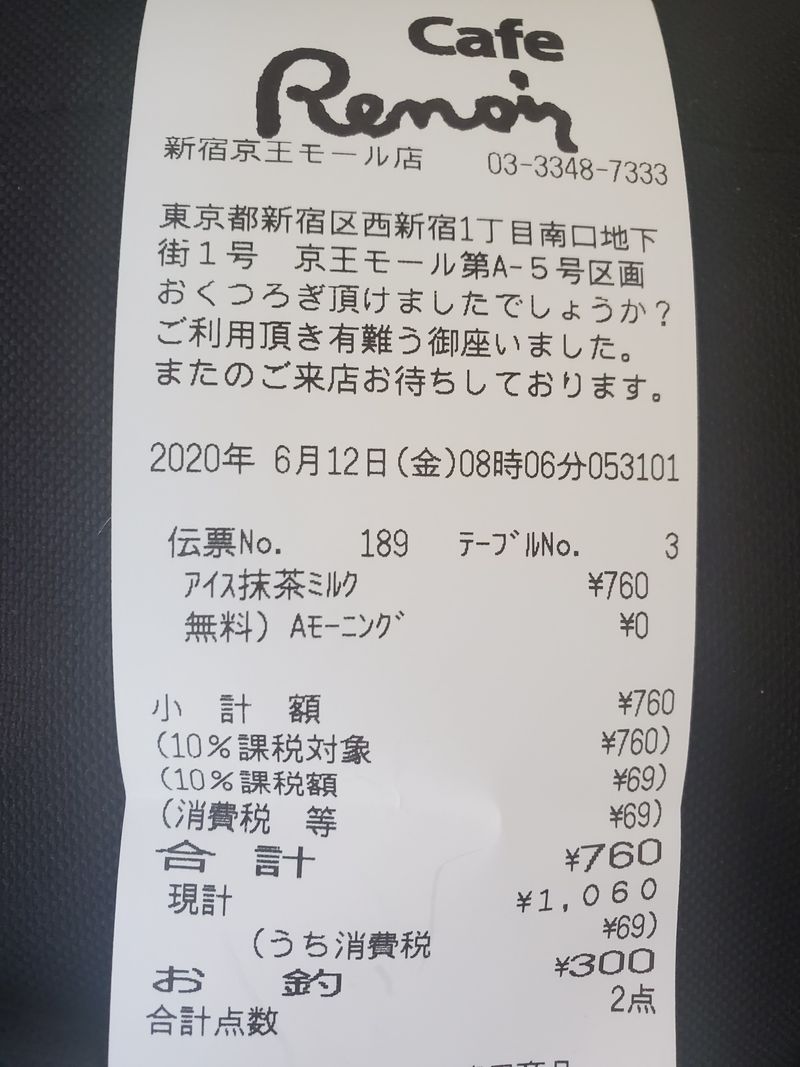 Cafe
Renoir
新宿京王モール店 03-3348-7333
東京都新宿区西新宿1丁目南口地下
街１号　京王モール第A-５号区画
おくつろぎ頂けましたでしょうか？
ご利用頂き有難う御座いました。
またのご来店お待ちしております。
2020年 6月12日(金)08時06分053101
伝票No. 189 ﾃｰﾌﾞﾙNo. 3
ｱｲｽ抹茶ﾐﾙｸ ¥760
無料) Aﾓｰﾆﾝｸﾞ ¥0
小　計　額 ¥760
(10%課税対象 ¥760)
(10%課税額 ¥69)
(消費税　等 ¥69)
合　計 ¥760
現計 ¥1,060
(うち消費税 ¥69)
お　　釣 ¥300
合計点数 2点